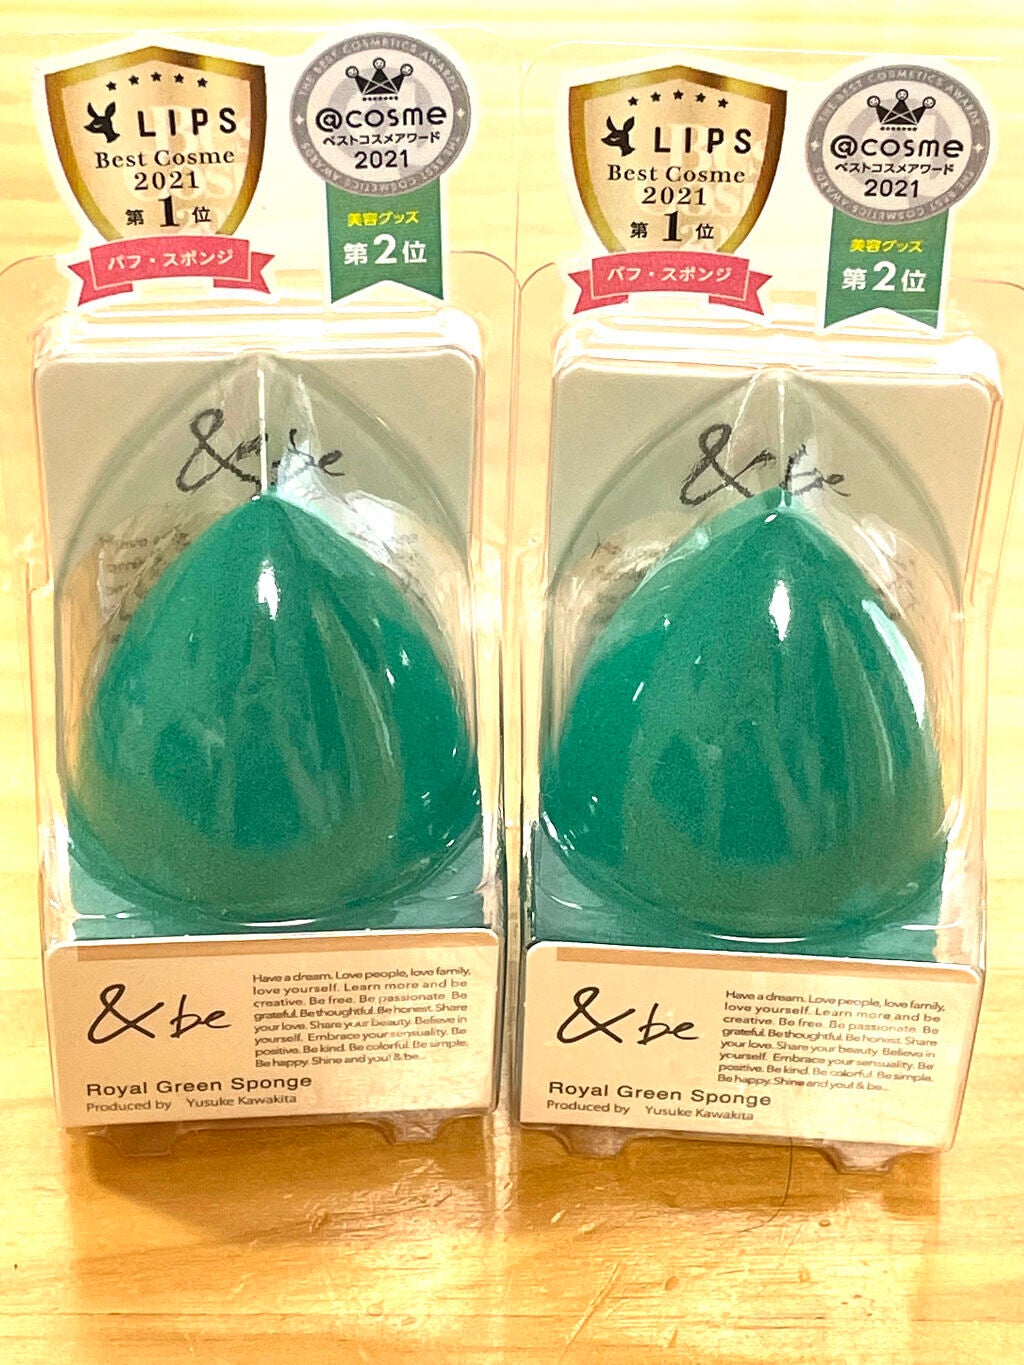 LIPS
Best Cosme
2021
第1位
パフ・スポンジ
THE BEST COSMETICS AWARDS
@cosme
ベストコスメアワード
2021
THE BEST COSMETICS AWARDS
美容グッズ
第2位
&be
&be
Have a dream. Love people, love family,
love yourself. Learn more and be
creative. Be free. Be passionate. Be
grateful. Be thoughtful. Be honest. Share
your love. Share your beauty. Believe in
yourself. Embrace your sensuality. Be
positive. Be kind. Be colorful. Be simple.
Be happy. Shine and you! & be...
Royal Green Sponge
Produced by Yusuke Kawakita
LIPS
Best Cosme
2021
第1位
パフ・スポンジ
THE BEST COSMETICS AWARDS
@cosme
ベストコスメアワード
2021
THE BEST COSMETICS AWARDS
美容グッズ
第2位
&be
&be
Have a dream. Love people, love family,
love yourself. Learn more and be
creative. Be free. Be passionate. Be
grateful. Be thoughtful. Be honest. Share
your love. Share your beauty. Believe in
yourself. Embrace your sensuality. Be
positive. Be kind. Be colorful. Be simple.
Be happy. Shine and you! & be...
Royal Green Sponge
Produced by Yusuke Kawakita